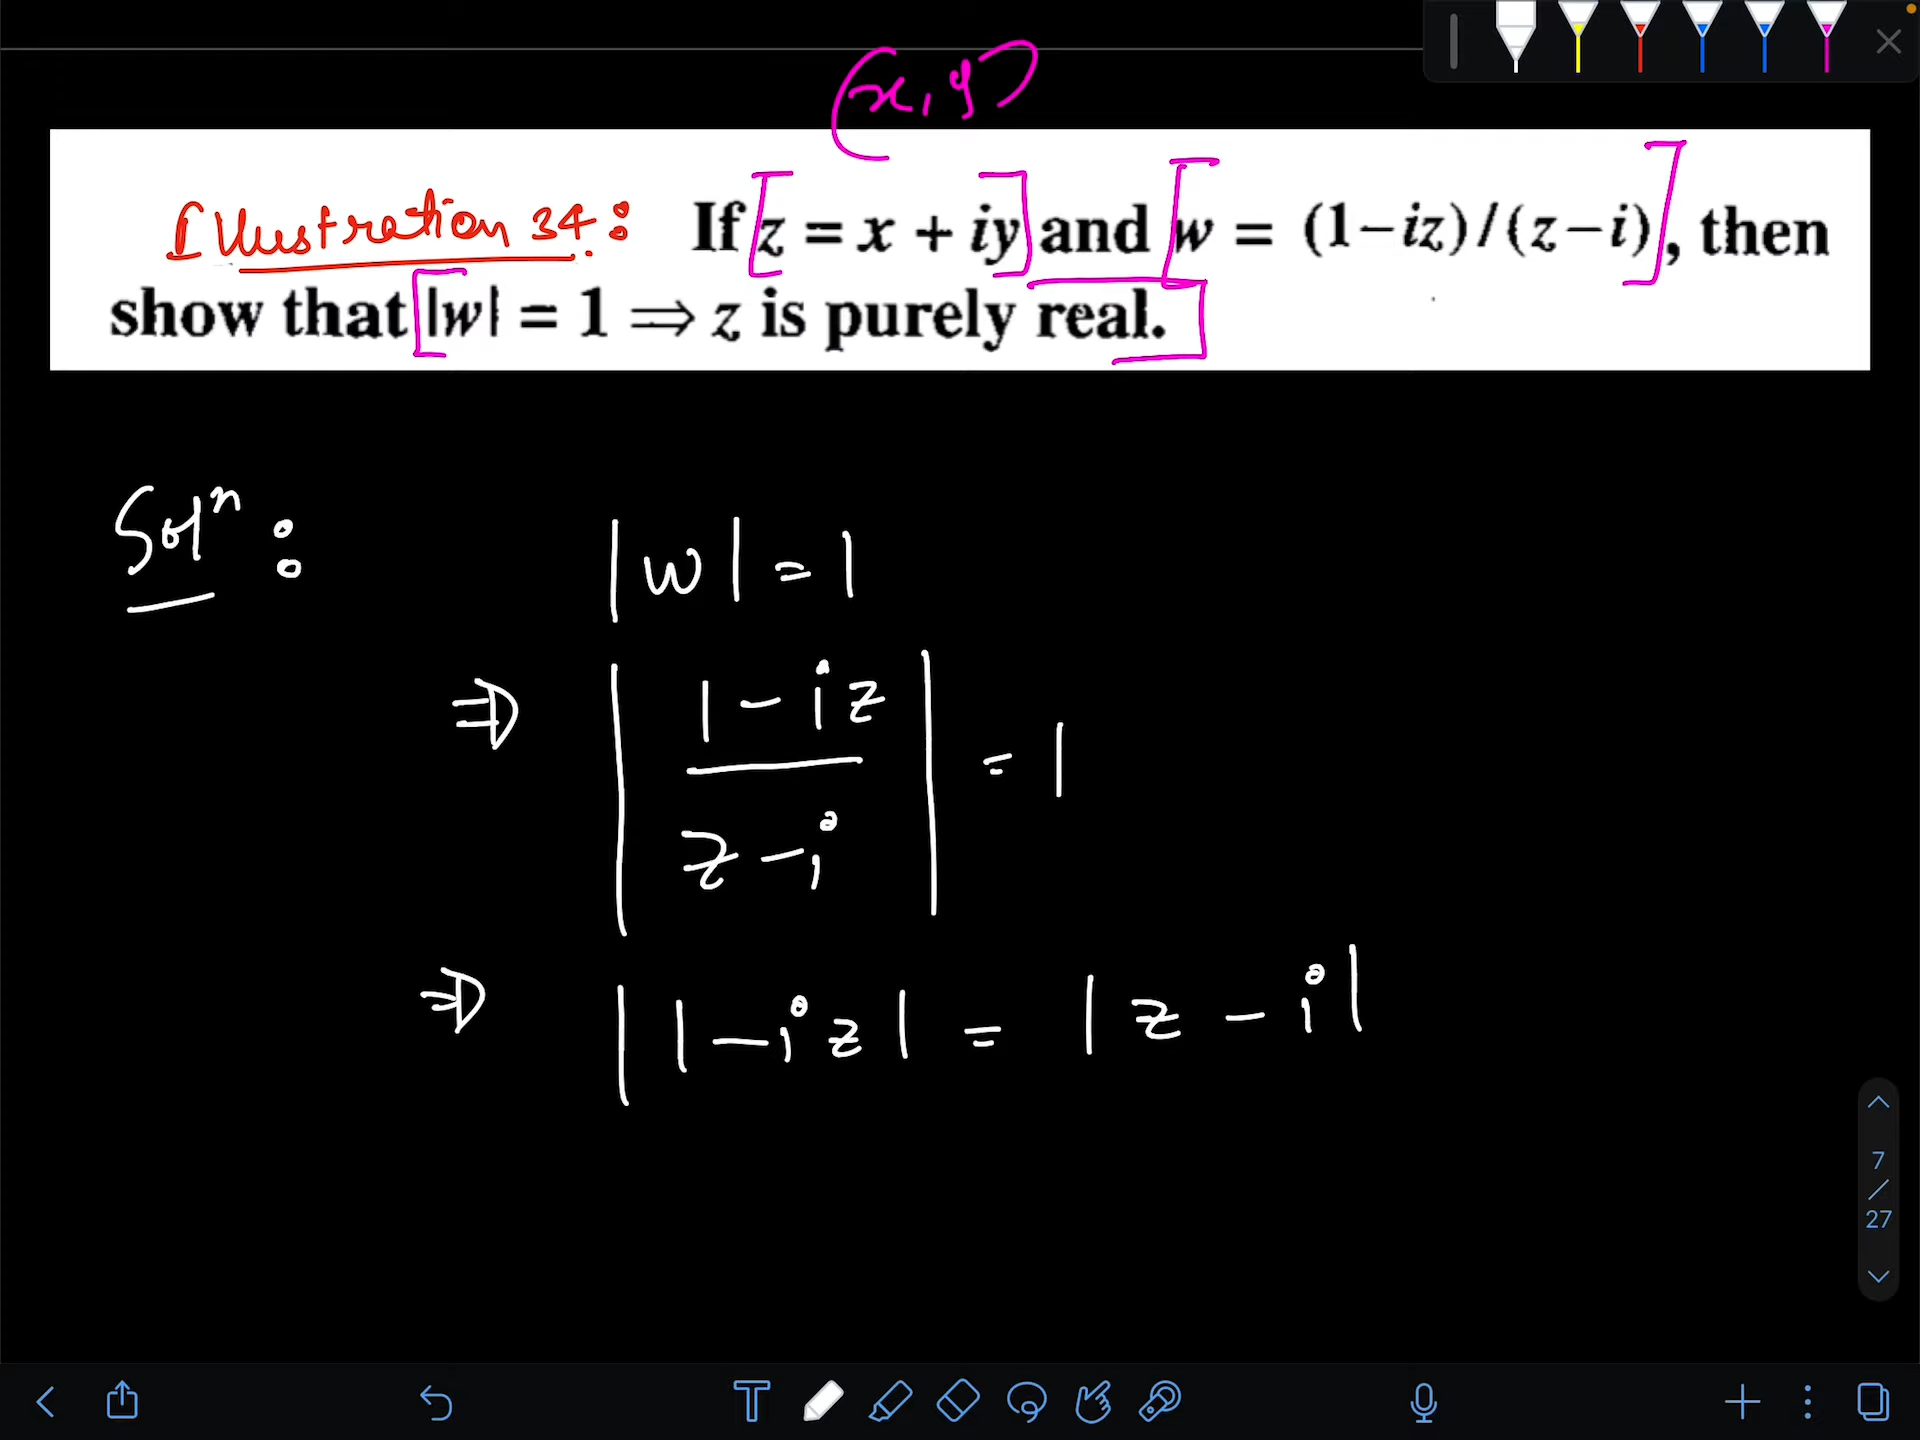 (x, y)
Illustration 34: If z = x + iy and w = (1−iz)/(z−i), then
show that |w| = 1 ⇒ z is purely real.
Solⁿ : |w| = 1
⇒ | (1 − iz) / (z − i) | = 1
⇒ |1 − iz| = |z − i|
7
/
27
T